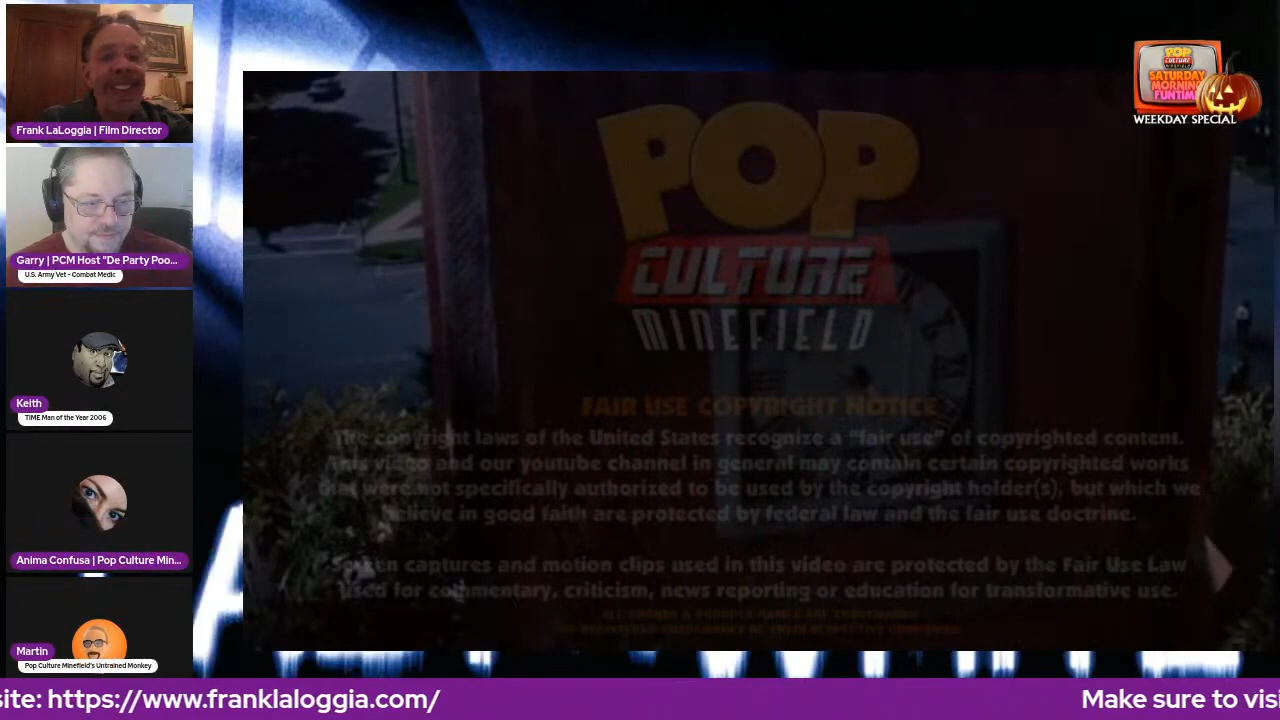 Frank LaLoggia | Film Director
Garry | PCM Host "De Party Poo...
U.S. Army Vet - Combat Medic
Keith
TIME Man of the Year 2006
Anima Confusa | Pop Culture Min...
Martin
Pop Culture Minefield's Untrained Monkey
POP
CULTURE
MINEFIELD
FAIR USE COPYRIGHT NOTICE
The copyright laws of the United States recognize a "fair use" of copyrighted content.
This video and our youtube channel in general may contain certain copyrighted works
that were not specifically authorized to be used by the copyright holder(s), but which we
believe in good faith are protected by federal law and the fair use doctrine.
Screen captures and motion clips used in this video are protected by the Fair Use Law
used for commentary, criticism, news reporting or education for transformative use.
POP
CULTURE
MINEFIELD
SATURDAY
MORNING
FUNTIME
WEEKDAY SPECIAL
site: https://www.franklaloggia.com/
Make sure to visi